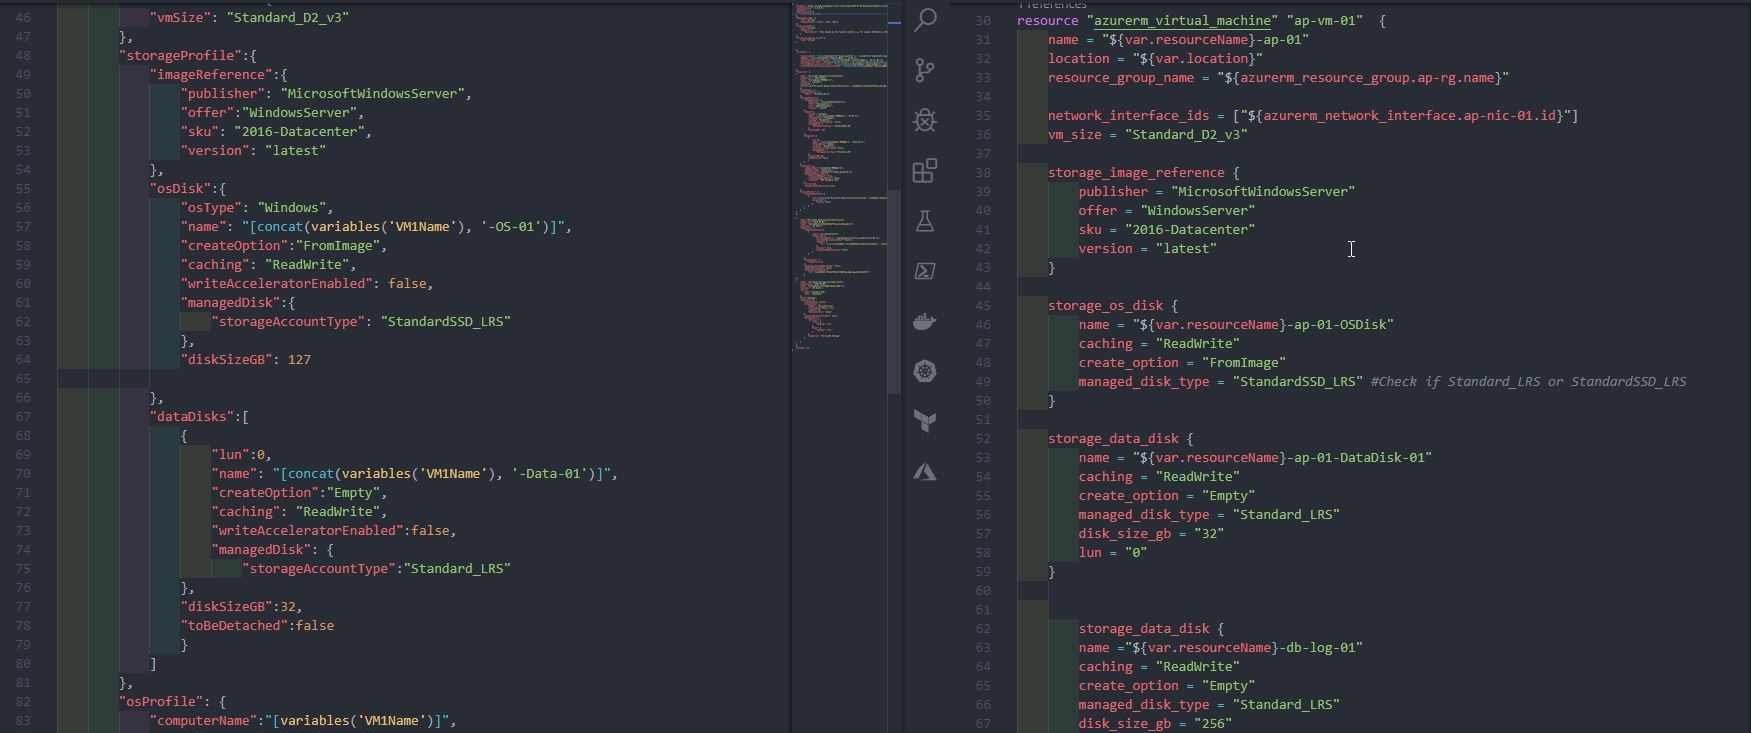 46 "vmSize": "Standard_D2_v3"
47 },
48 "storageProfile":{
49 "imageReference":{
50 "publisher": "MicrosoftWindowsServer",
51 "offer":"WindowsServer",
52 "sku": "2016-Datacenter",
53 "version": "latest"
54 },
55 "osDisk":{
56 "osType": "Windows",
57 "name": "[concat(variables('VM1Name'), '-OS-01')]",
58 "createOption":"FromImage",
59 "caching": "ReadWrite",
60 "writeAcceleratorEnabled": false,
61 "managedDisk":{
62 "storageAccountType": "StandardSSD_LRS"
63 },
64 "diskSizeGB": 127
65
66 },
67 "dataDisks":[
68 {
69 "lun":0,
70 "name": "[concat(variables('VM1Name'), '-Data-01')]",
71 "createOption":"Empty",
72 "caching": "ReadWrite",
73 "writeAcceleratorEnabled":false,
74 "managedDisk": {
75 "storageAccountType":"Standard_LRS"
76 },
77 "diskSizeGB":32,
78 "toBeDetached":false
79 }
80 ]
81 },
82 "osProfile": {
83 "computerName":"[variables('VM1Name')]",
references
30 resource "azurerm_virtual_machine" "ap-vm-01" {
31 name = "${var.resourceName}-ap-01"
32 location = "${var.location}"
33 resource_group_name = "${azurerm_resource_group.ap-rg.name}"
34
35 network_interface_ids = ["${azurerm_network_interface.ap-nic-01.id}"]
36 vm_size = "Standard_D2_v3"
37
38 storage_image_reference {
39 publisher = "MicrosoftWindowsServer"
40 offer = "WindowsServer"
41 sku = "2016-Datacenter"
42 version = "latest"
43 }
44
45 storage_os_disk {
46 name = "${var.resourceName}-ap-01-OSDisk"
47 caching = "ReadWrite"
48 create_option = "FromImage"
49 managed_disk_type = "StandardSSD_LRS" #Check if Standard_LRS or StandardSSD_LRS
50 }
51
52 storage_data_disk {
53 name = "${var.resourceName}-ap-01-DataDisk-01"
54 caching = "ReadWrite"
55 create_option = "Empty"
56 managed_disk_type = "Standard_LRS"
57 disk_size_gb = "32"
58 lun = "0"
59 }
60
61
62 storage_data_disk {
63 name ="${var.resourceName}-db-log-01"
64 caching = "ReadWrite"
65 create_option = "Empty"
66 managed_disk_type = "Standard_LRS"
67 disk_size_gb = "256"